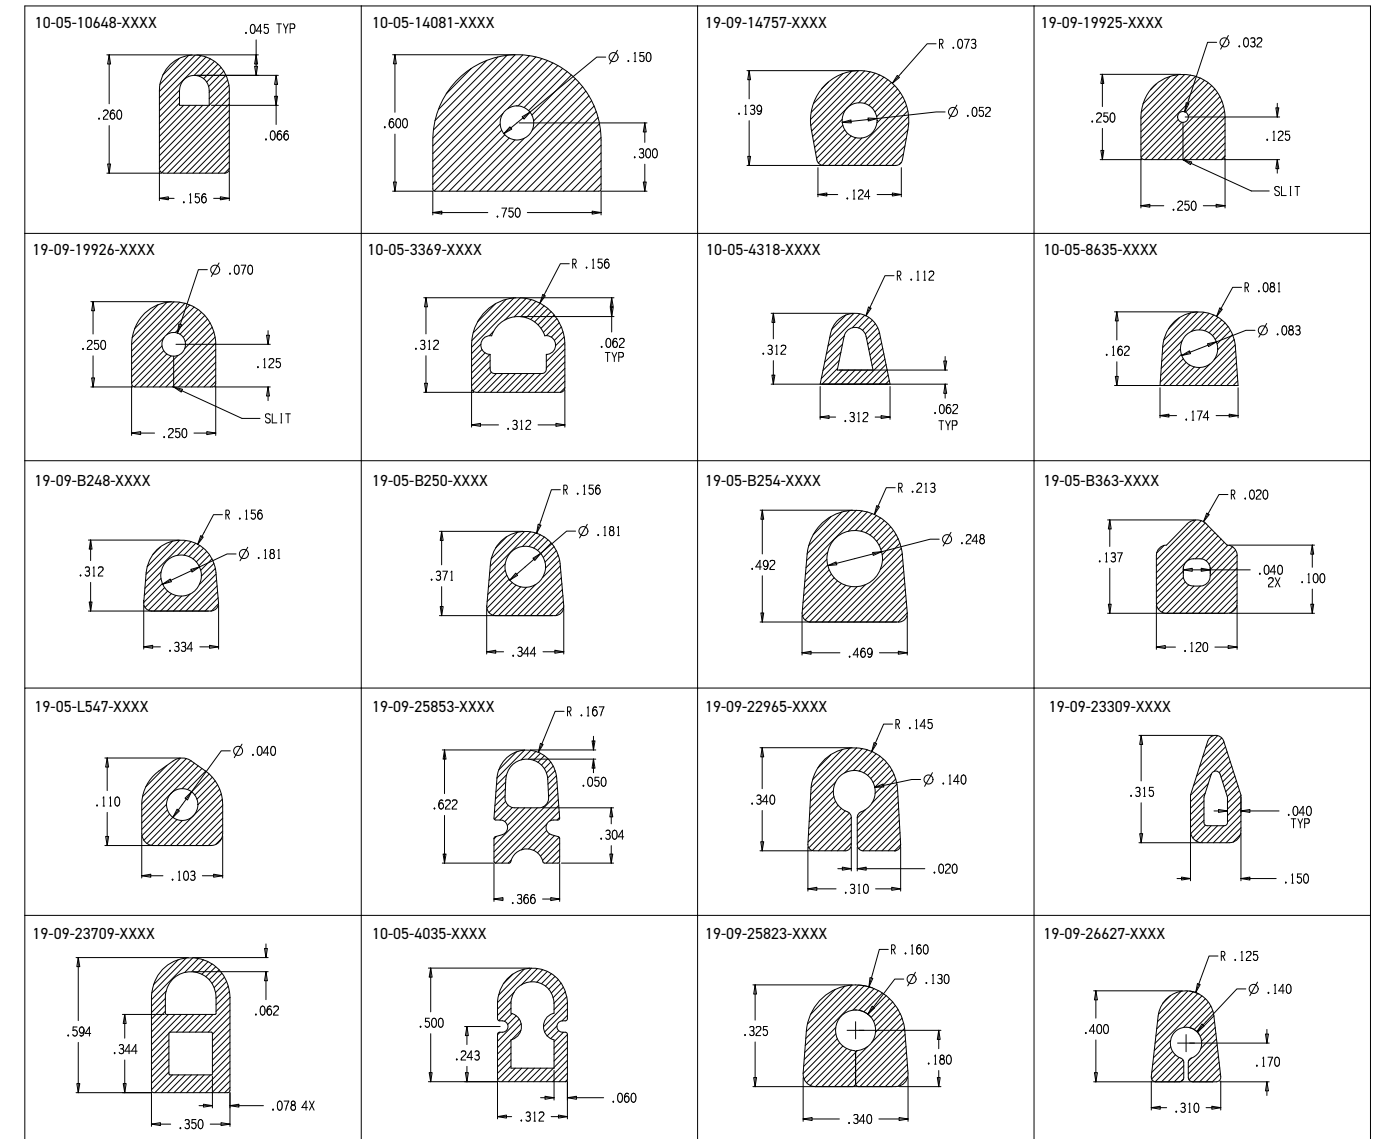 10-05-10648-XXXX
.045 TYP
.260
.066
.156
10-05-14081-XXXX
Ø .150
.600
.300
.750
19-09-14757-XXXX
R .073
.139
Ø .052
.124
19-09-19925-XXXX
Ø .032
.250
.125
SLIT
.250
19-09-19926-XXXX
Ø .070
.250
.125
SLIT
.250
10-05-3369-XXXX
R .156
.312
.062
TYP
.312
10-05-4318-XXXX
R .112
.312
.062
TYP
.312
10-05-8635-XXXX
R .081
Ø .083
.162
.174
19-09-B248-XXXX
R .156
Ø .181
.312
.334
19-05-B250-XXXX
R .156
Ø .181
.371
.344
19-05-B254-XXXX
R .213
Ø .248
.492
.469
19-05-B363-XXXX
R .020
.137
.040
2X
.100
.120
19-05-L547-XXXX
Ø .040
.110
.103
19-09-25853-XXXX
R .167
.050
.622
.304
.366
19-09-22965-XXXX
R .145
Ø .140
.340
.020
.310
19-09-23309-XXXX
.315
.040
TYP
.150
19-09-23709-XXXX
.062
.594
.344
.078 4X
.350
10-05-4035-XXXX
.500
.243
.060
.312
19-09-25823-XXXX
R .160
Ø .130
.325
.180
.340
19-09-26627-XXXX
R .125
Ø .140
.400
.170
.310